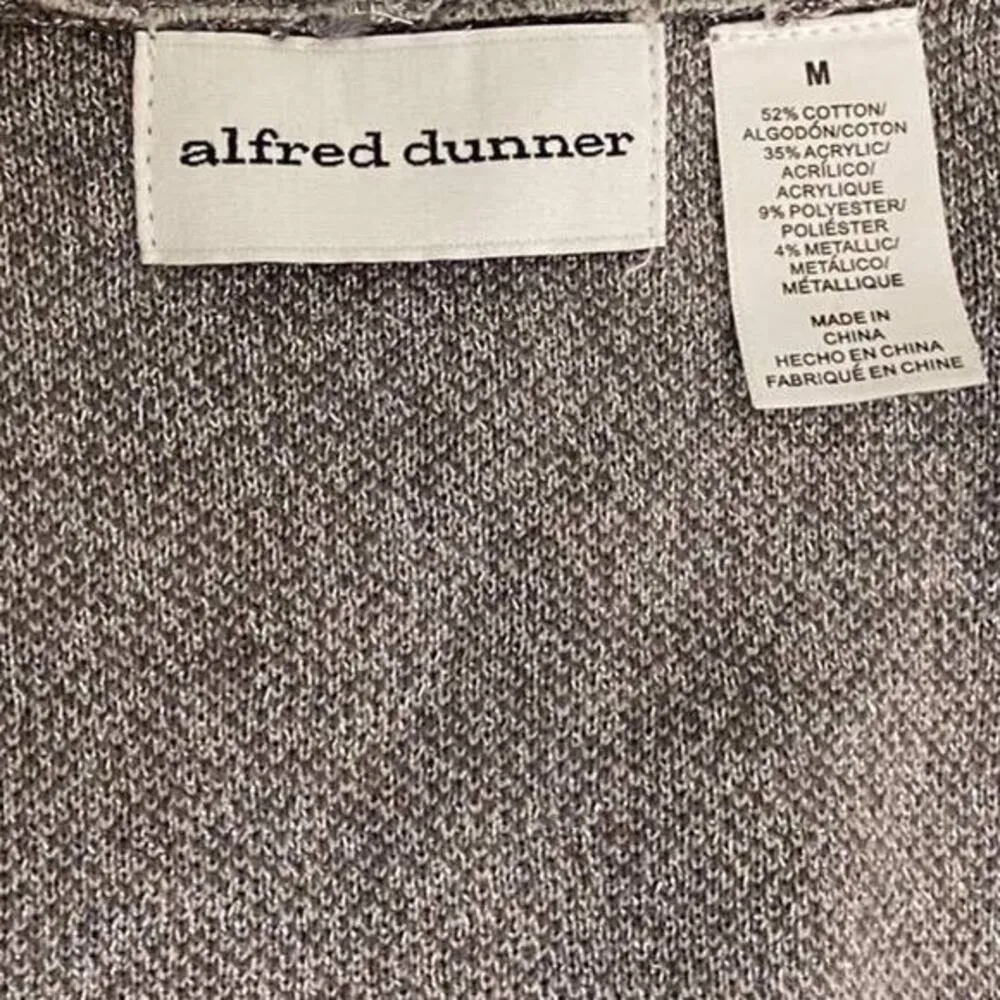 alfred dunner
M
52% COTTON/
ALGODÓN/COTON
35% ACRYLIC/
ACRÍLICO/
ACRYLIQUE
9% POLYESTER/
POLIÉSTER
4% METALLIC/
METÁLICO/
MÉTALLIQUE
MADE IN
CHINA
HECHO EN CHINA
FABRIQUÉ EN CHINE